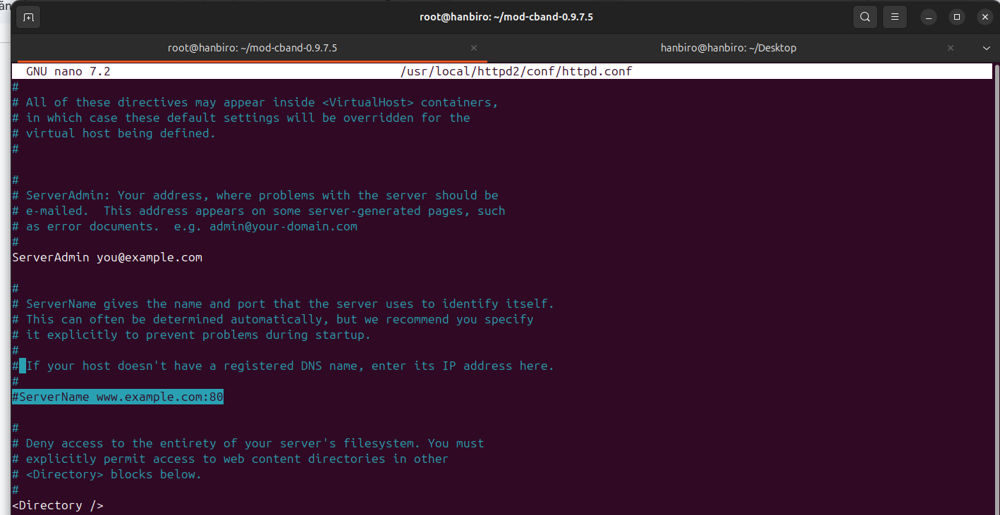 root@hanbiro: ~/mod-cband-0.9.7.5
root@hanbiro: ~/mod-cband-0.9.7.5
hanbiro@hanbiro: ~/Desktop
GNU nano 7.2 /usr/local/httpd2/conf/httpd.conf
#
# All of these directives may appear inside <VirtualHost> containers,
# in which case these default settings will be overridden for the
# virtual host being defined.
#
#
# ServerAdmin: Your address, where problems with the server should be
# e-mailed.  This address appears on some server-generated pages, such
# as error documents.  e.g. admin@your-domain.com
#
ServerAdmin you@example.com
#
# ServerName gives the name and port that the server uses to identify itself.
# This can often be determined automatically, but we recommend you specify
# it explicitly to prevent problems during startup.
#
# If your host doesn't have a registered DNS name, enter its IP address here.
#
#ServerName www.example.com:80
#
# Deny access to the entirety of your server's filesystem. You must
# explicitly permit access to web content directories in other
# <Directory> blocks below.
#
<Directory />